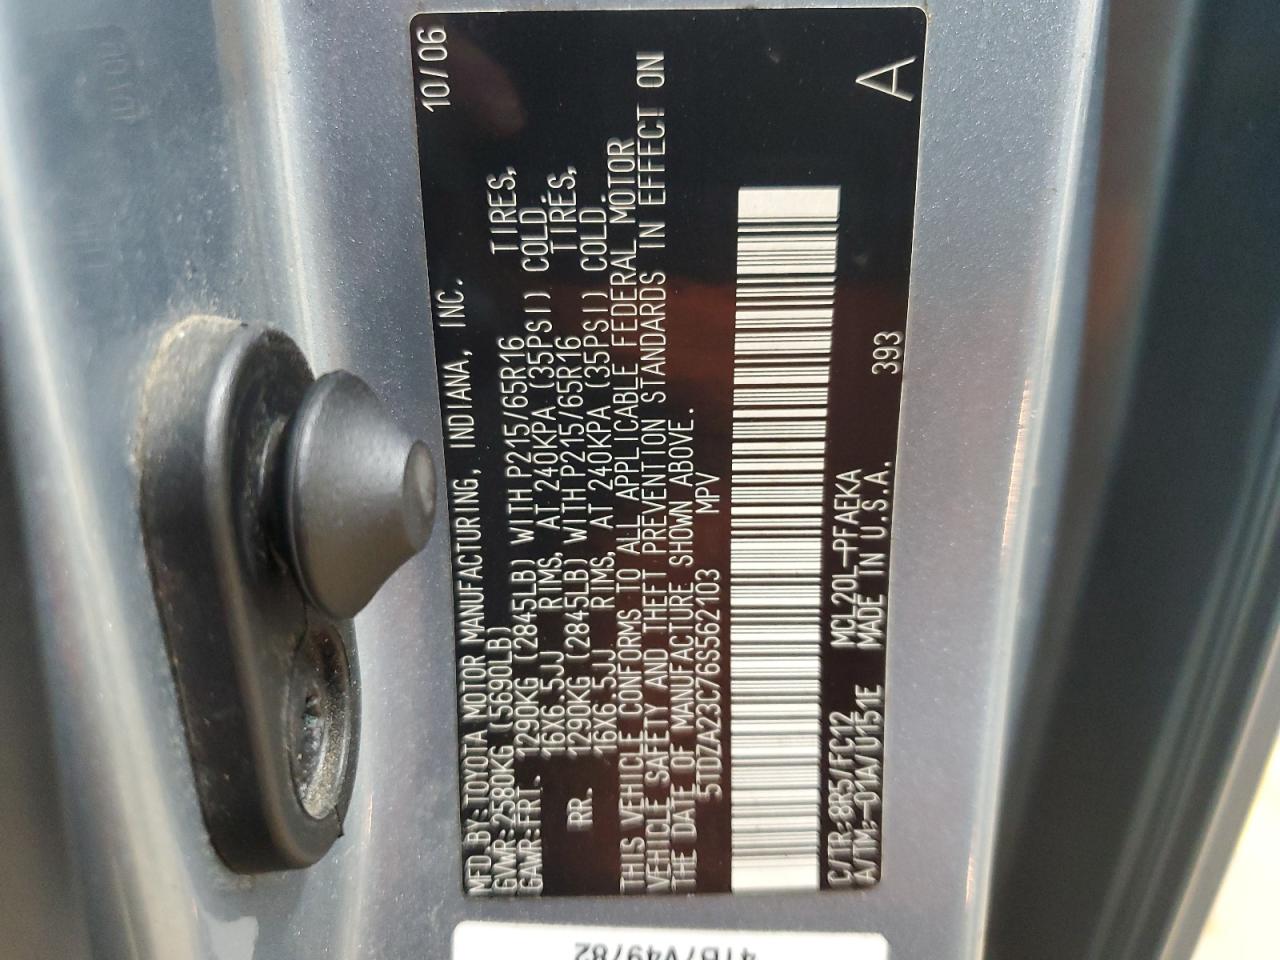 MFD BY:TOYOTA MOTOR MANUFACTURING, INDIANA, INC. 10/06
GVWR:2580KG (5690LB)
GAWR:FRT. 1290KG (2845LB) WITH P215/65R16 TIRES,
16X6.5JJ RIMS, AT 240KPA (35PSI) COLD.
RR. 1290KG (2845LB) WITH P215/65R16 TIRES,
16X6.5JJ RIMS, AT 240KPA (35PSI) COLD.
THIS VEHICLE CONFORMS TO ALL APPLICABLE FEDERAL MOTOR
VEHICLE SAFETY AND THEFT PREVENTION STANDARDS IN EFFECT ON
THE DATE OF MANUFACTURE SHOWN ABOVE.
5TDZA23C76S562103 MPV
C/TR:8R5/FC12 MCL20L-PFAEKA
A/TM:-01A/U151E MADE IN U.S.A. 393 A